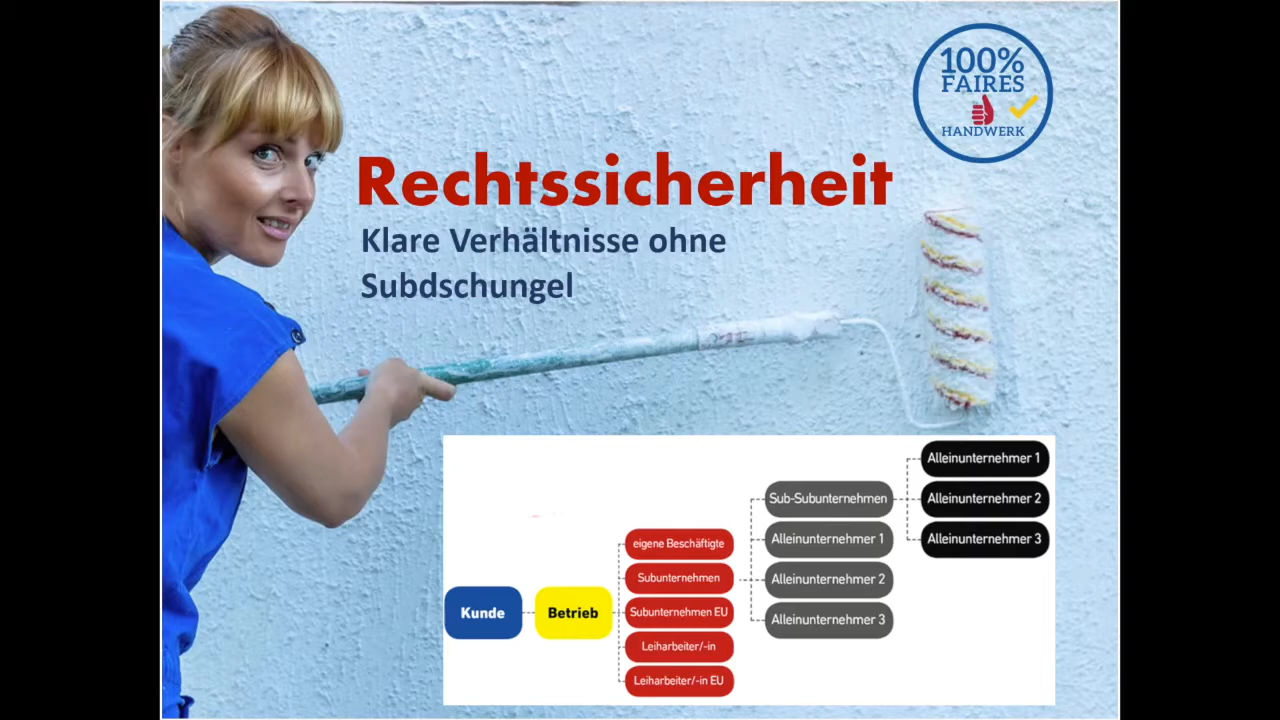 100%
FAIRES
HANDWERK
Rechtssicherheit
Klare Verhältnisse ohne
Subdschungel
Kunde
Betrieb
eigene Beschäftigte
Subunternehmen
Subunternehmen EU
Leiharbeiter/-in
Leiharbeiter/-in EU
Sub-Subunternehmen
Alleinunternehmer 1
Alleinunternehmer 2
Alleinunternehmer 3
Alleinunternehmer 1
Alleinunternehmer 2
Alleinunternehmer 3